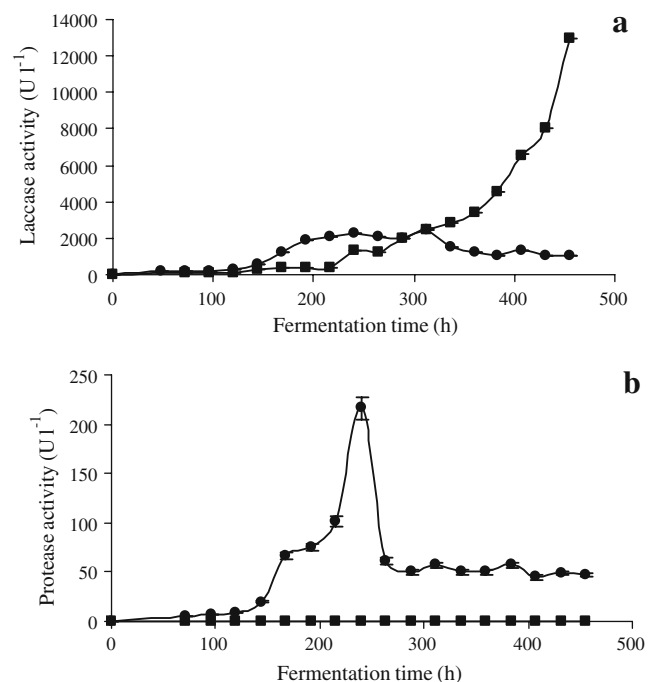 a
14000
12000
10000
8000
6000
4000
2000
0
Laccase activity (U l⁻¹)
0 100 200 300 400 500
Fermentation time (h)
b
250
200
150
100
50
0
Protease activity (U l⁻¹)
0 100 200 300 400 500
Fermentation time (h)